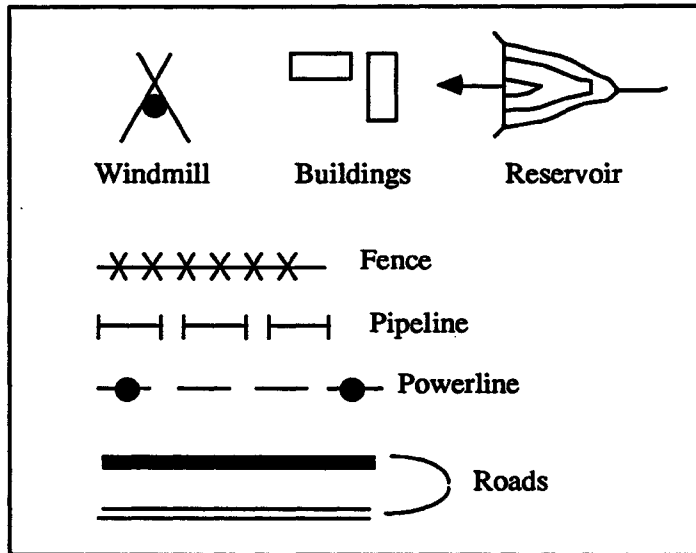 Windmill Buildings Reservoir
Fence
Pipeline
Powerline
Roads